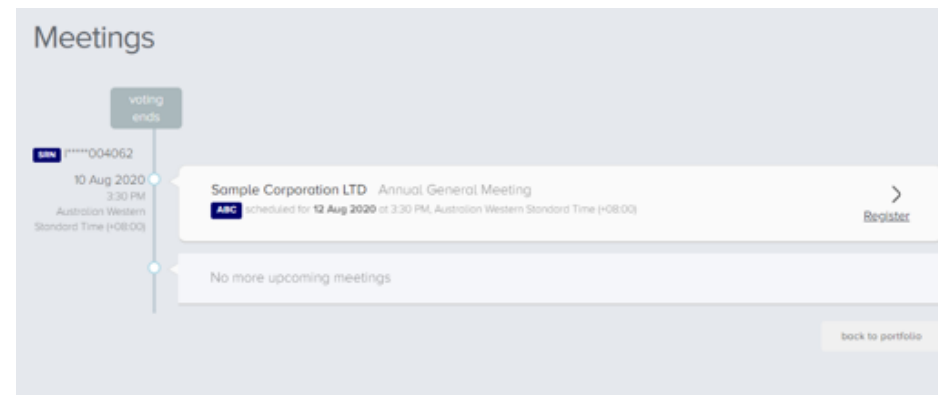 Meetings
voting
ends
SRN I*****004062
10 Aug 2020
3:30 PM
Australian Western
Standard Time (+08:00)
Sample Corporation LTD Annual General Meeting
ABC scheduled for 12 Aug 2020 at 3:30 PM, Australian Western Standard Time (+08:00)
Register
No more upcoming meetings
back to portfolio